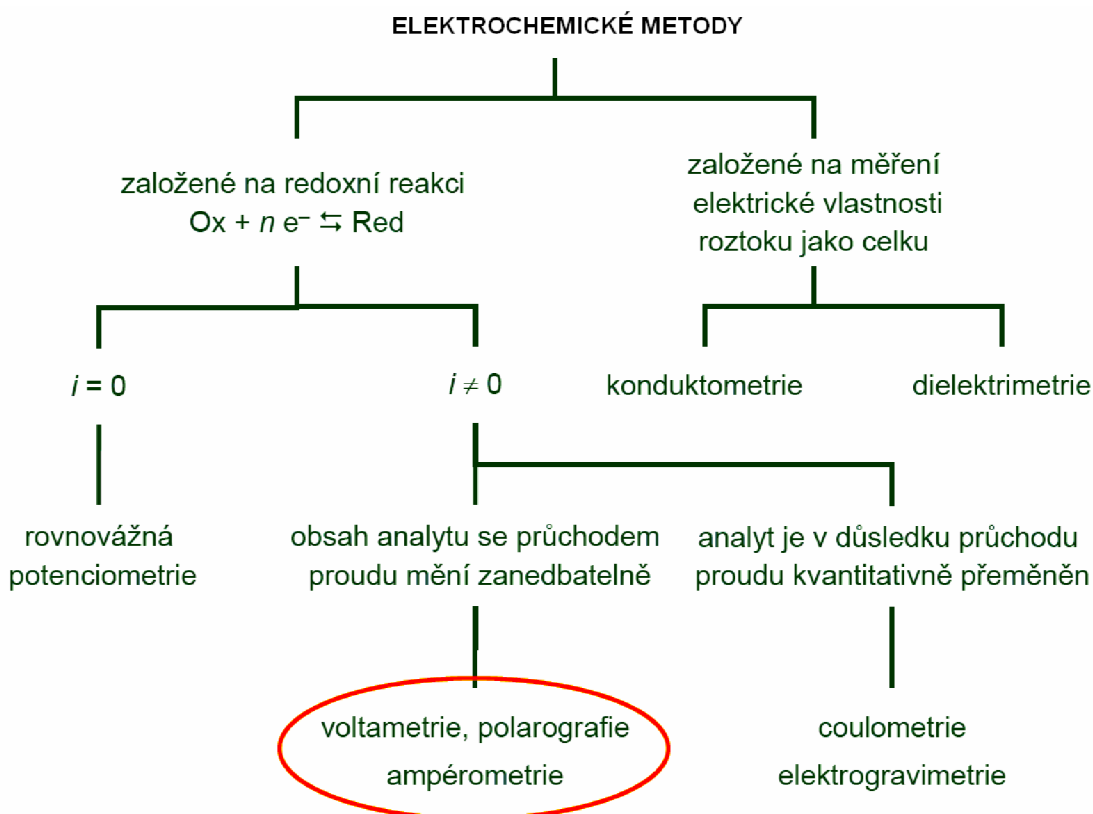 ELEKTROCHEMICKÉ METODY
založené na redoxní reakci
Ox + n e⁻ ⇆ Red
založené na měření
elektrické vlastnosti
roztoku jako celku
i = 0
i ≠ 0
konduktometrie
dielektrimetrie
rovnovážná
potenciometrie
obsah analytu se průchodem
proudu mění zanedbatelně
analyt je v důsledku průchodu
proudu kvantitativně přeměněn
voltametrie, polarografie
ampérometrie
coulometrie
elektrogravimetrie